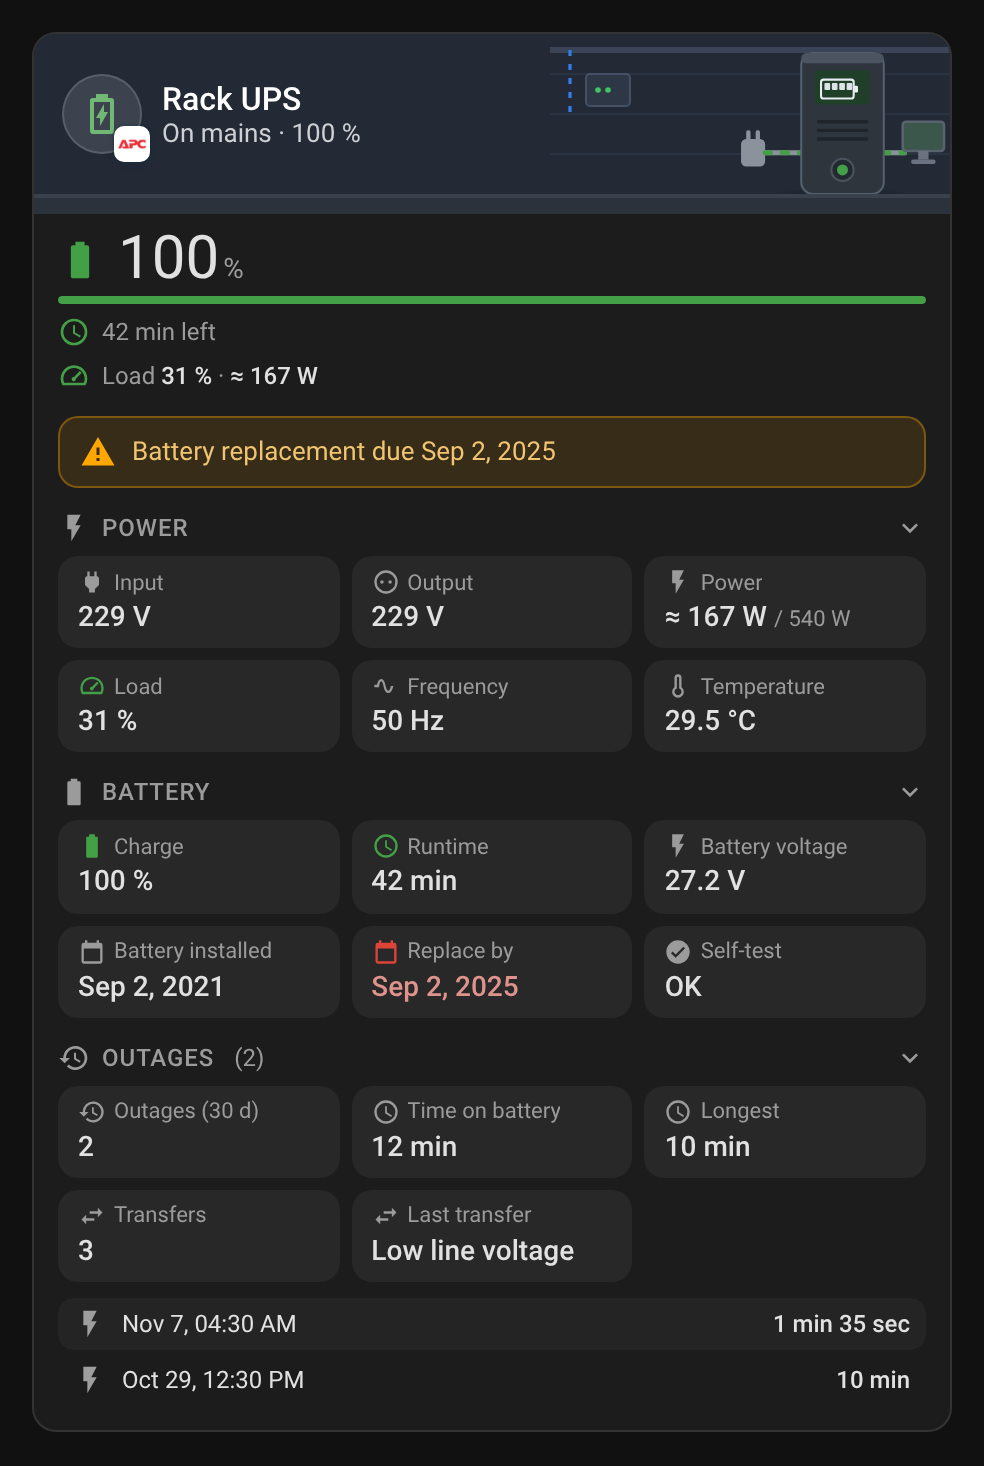 Rack UPS
On mains · 100 %
APC
100 %
42 min left
Load 31 % · ≈ 167 W
Battery replacement due Sep 2, 2025
POWER
Input
229 V
Output
229 V
Power
≈ 167 W / 540 W
Load
31 %
Frequency
50 Hz
Temperature
29.5 °C
BATTERY
Charge
100 %
Runtime
42 min
Battery voltage
27.2 V
Battery installed
Sep 2, 2021
Replace by
Sep 2, 2025
Self-test
OK
OUTAGES (2)
Outages (30 d)
2
Time on battery
12 min
Longest
10 min
Transfers
3
Last transfer
Low line voltage
Nov 7, 04:30 AM 1 min 35 sec
Oct 29, 12:30 PM 10 min